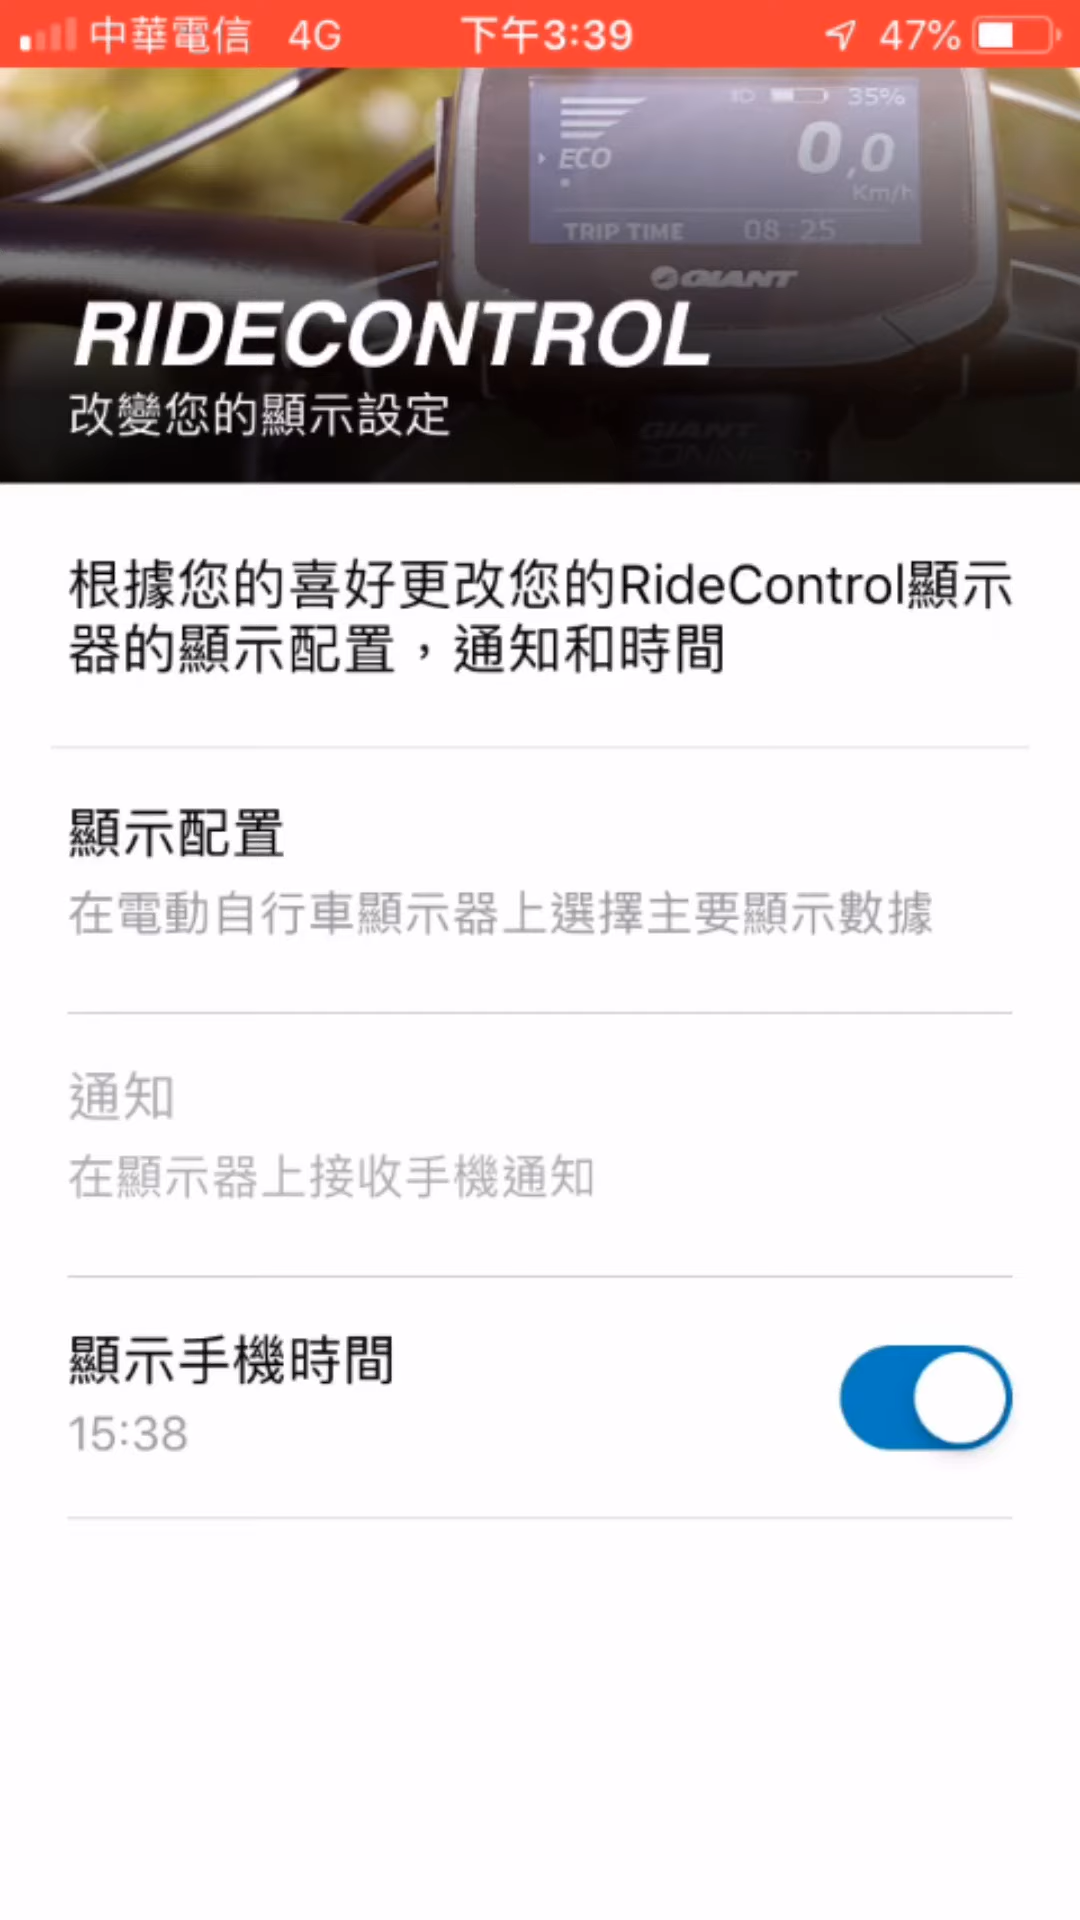 中華電信 4G 下午3:39 47%
35%
ECO
0,0
Km/h
TRIP TIME 08:25
GIANT
RIDECONTROL
改變您的顯示設定
GIANT
根據您的喜好更改您的RideControl顯示
器的顯示配置，通知和時間
顯示配置
在電動自行車顯示器上選擇主要顯示數據
通知
在顯示器上接收手機通知
顯示手機時間
15:38